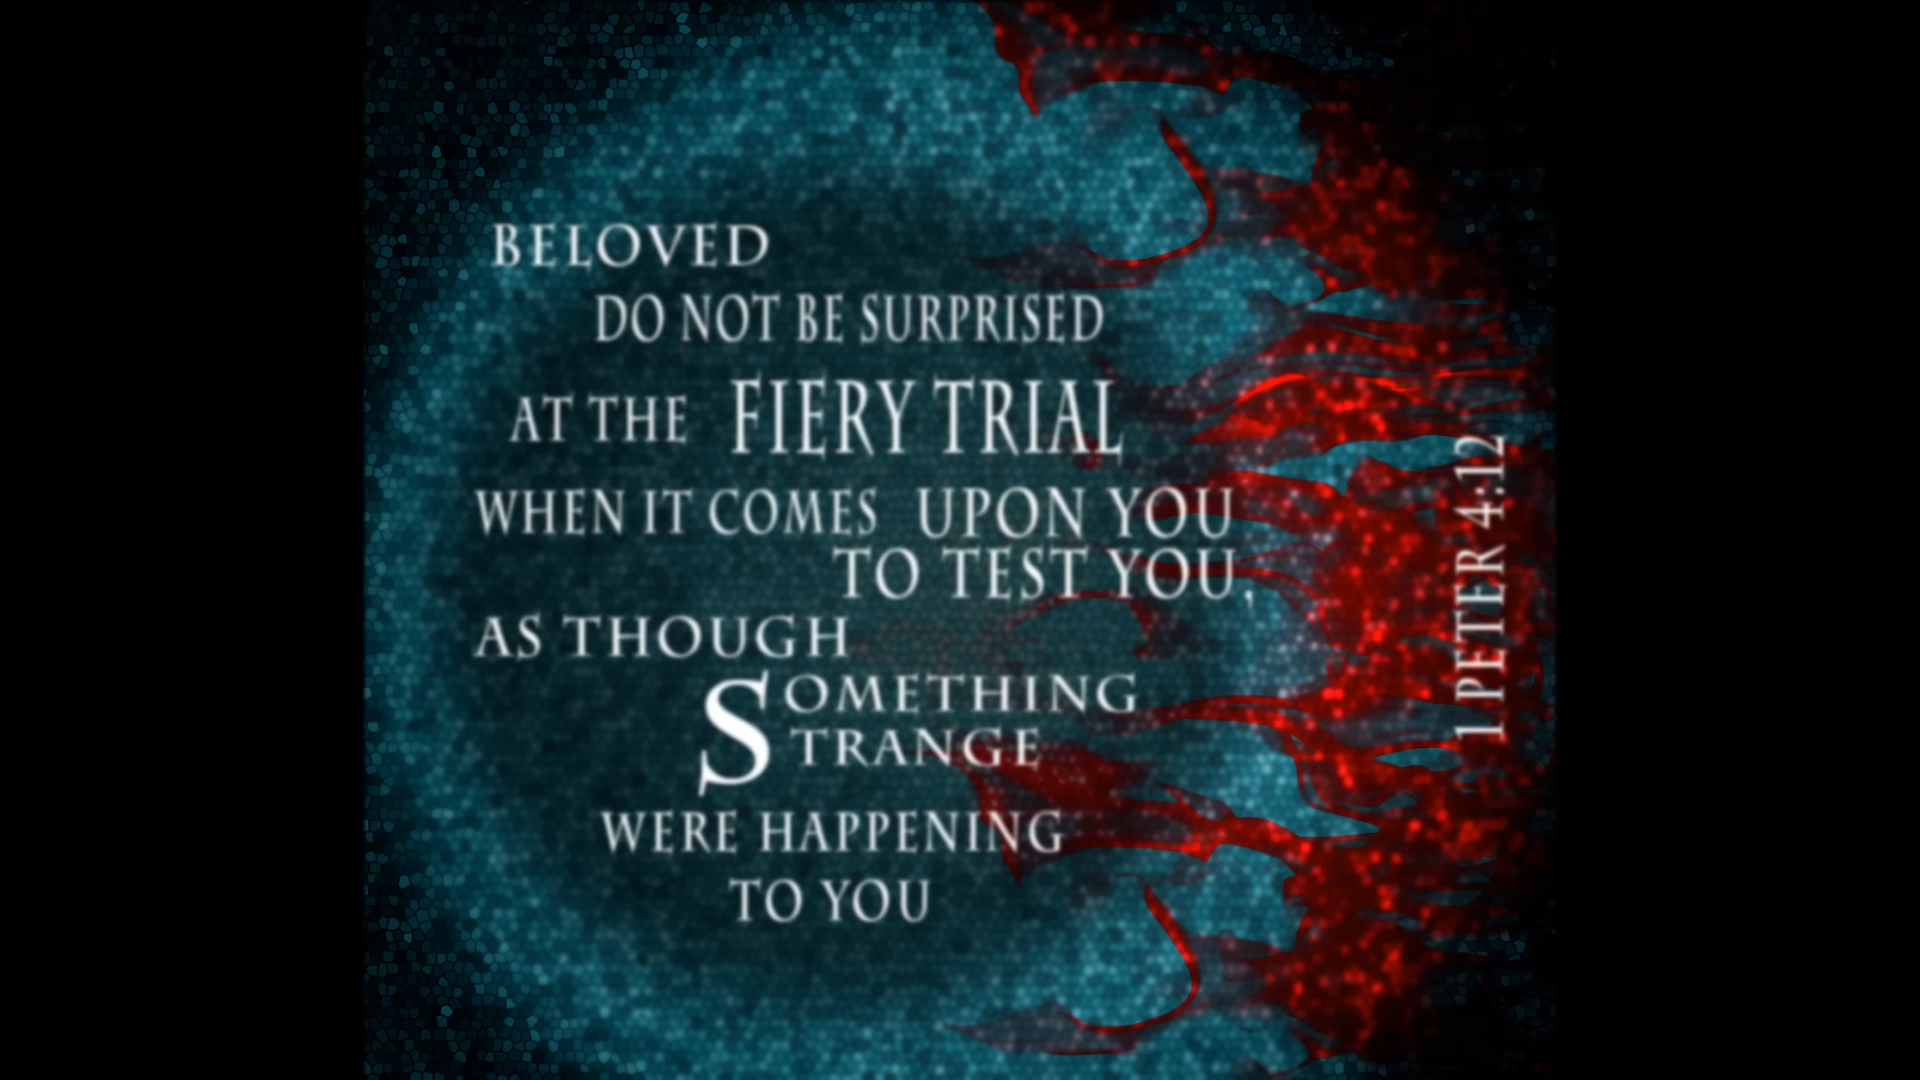 BELOVED
DO NOT BE SURPRISED
AT THE FIERY TRIAL
WHEN IT COMES UPON YOU
TO TEST YOU,
AS THOUGH
SOMETHING
STRANGE
WERE HAPPENING
TO YOU
1 PETER 4:12